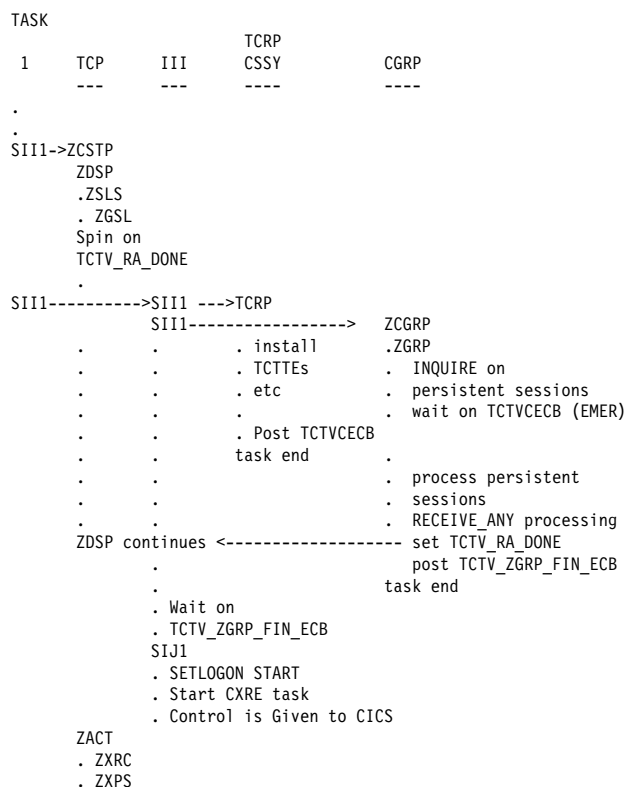 TASK
TCRP
1 TCP III CSSY CGRP
--- --- ---- ----
.
.
SII1->ZCSTP
ZDSP
.ZSLS
. ZGSL
Spin on
TCTV_RA_DONE
.
SII1---------->SII1 --->TCRP
SII1-----------------> ZCGRP
. . . install .ZGRP
. . . TCTTEs . INQUIRE on
. . . etc . persistent sessions
. . . . wait on TCTVCECB (EMER)
. . . Post TCTVCECB
. . task end .
. . . process persistent
. . . sessions
. . . RECEIVE_ANY processing
ZDSP continues <------------------- set TCTV_RA_DONE
. post TCTV_ZGRP_FIN_ECB
. task end
. Wait on
. TCTV_ZGRP_FIN_ECB
SIJ1
. SETLOGON START
. Start CXRE task
. Control is Given to CICS
ZACT
. ZXRC
. ZXPS